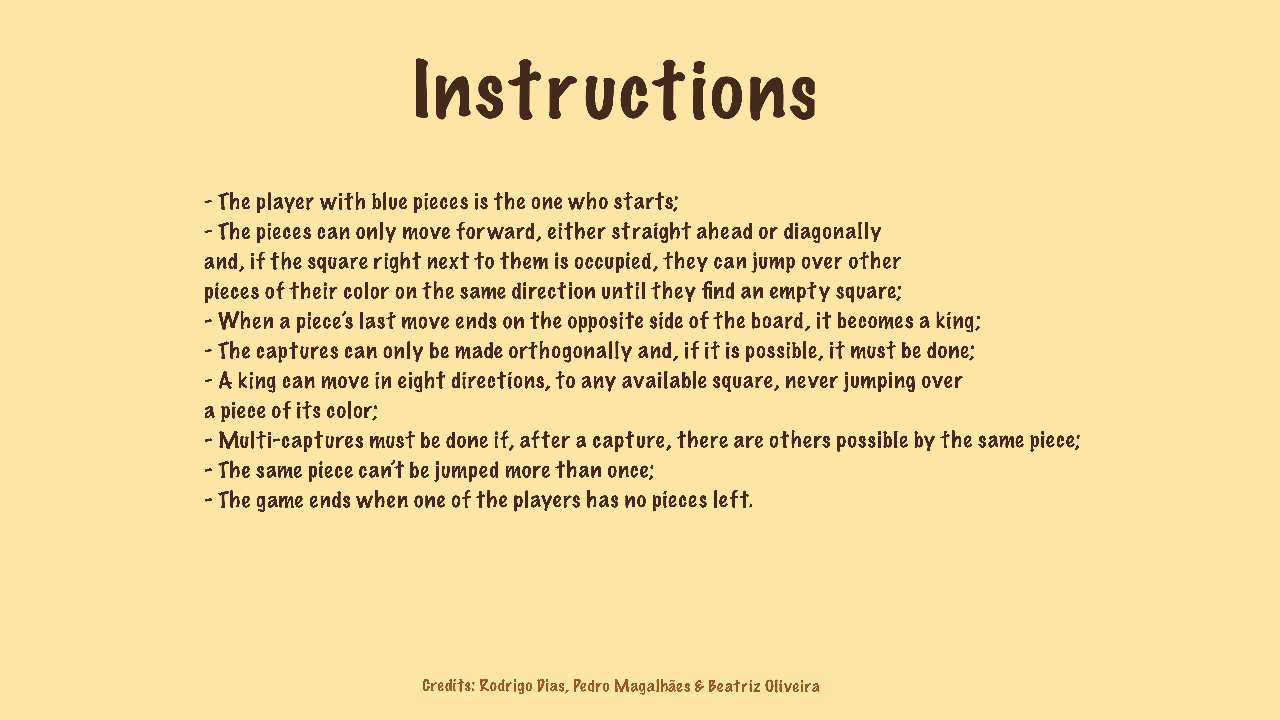 Instructions
- The player with blue pieces is the one who starts;
- The pieces can only move forward, either straight ahead or diagonally
and, if the square right next to them is occupied, they can jump over other
pieces of their color on the same direction until they find an empty square;
- When a piece's last move ends on the opposite side of the board, it becomes a king;
- The captures can only be made orthogonally and, if it is possible, it must be done;
- A king can move in eight directions, to any available square, never jumping over
a piece of its color;
- Multi-captures must be done if, after a capture, there are others possible by the same piece;
- The same piece can't be jumped more than once;
- The game ends when one of the players has no pieces left.
Credits: Rodrigo Dias, Pedro Magalhães & Beatriz Oliveira